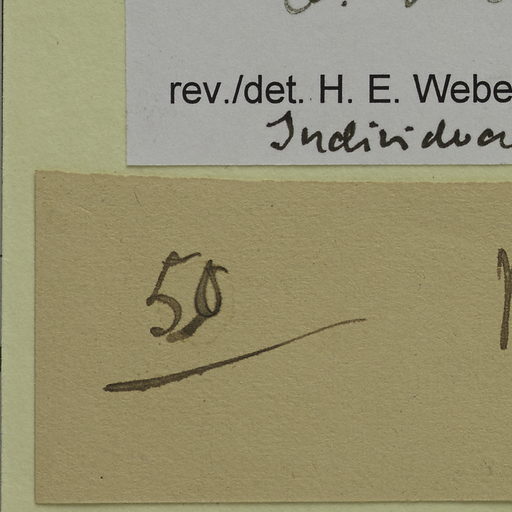 rev./det. H. E. Webe
Individua
50